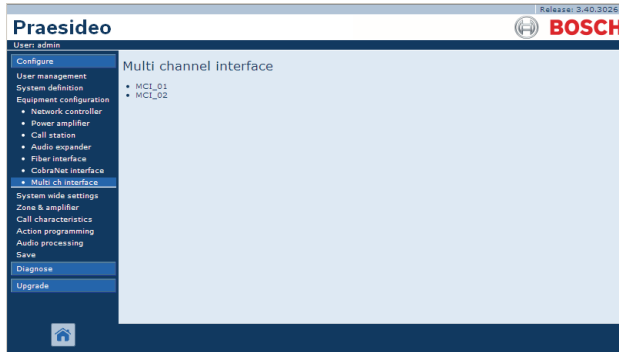 Release: 3.40.3026
Praesideo
BOSCH
User: admin
Configure
User management
System definition
Equipment configuration
• Network controller
• Power amplifier
• Call station
• Audio expander
• Fiber interface
• CobraNet interface
• Multi ch interface
System wide settings
Zone & amplifier
Call characteristics
Action programming
Audio processing
Save
Diagnose
Upgrade
Multi channel interface
• MCI_01
• MCI_02